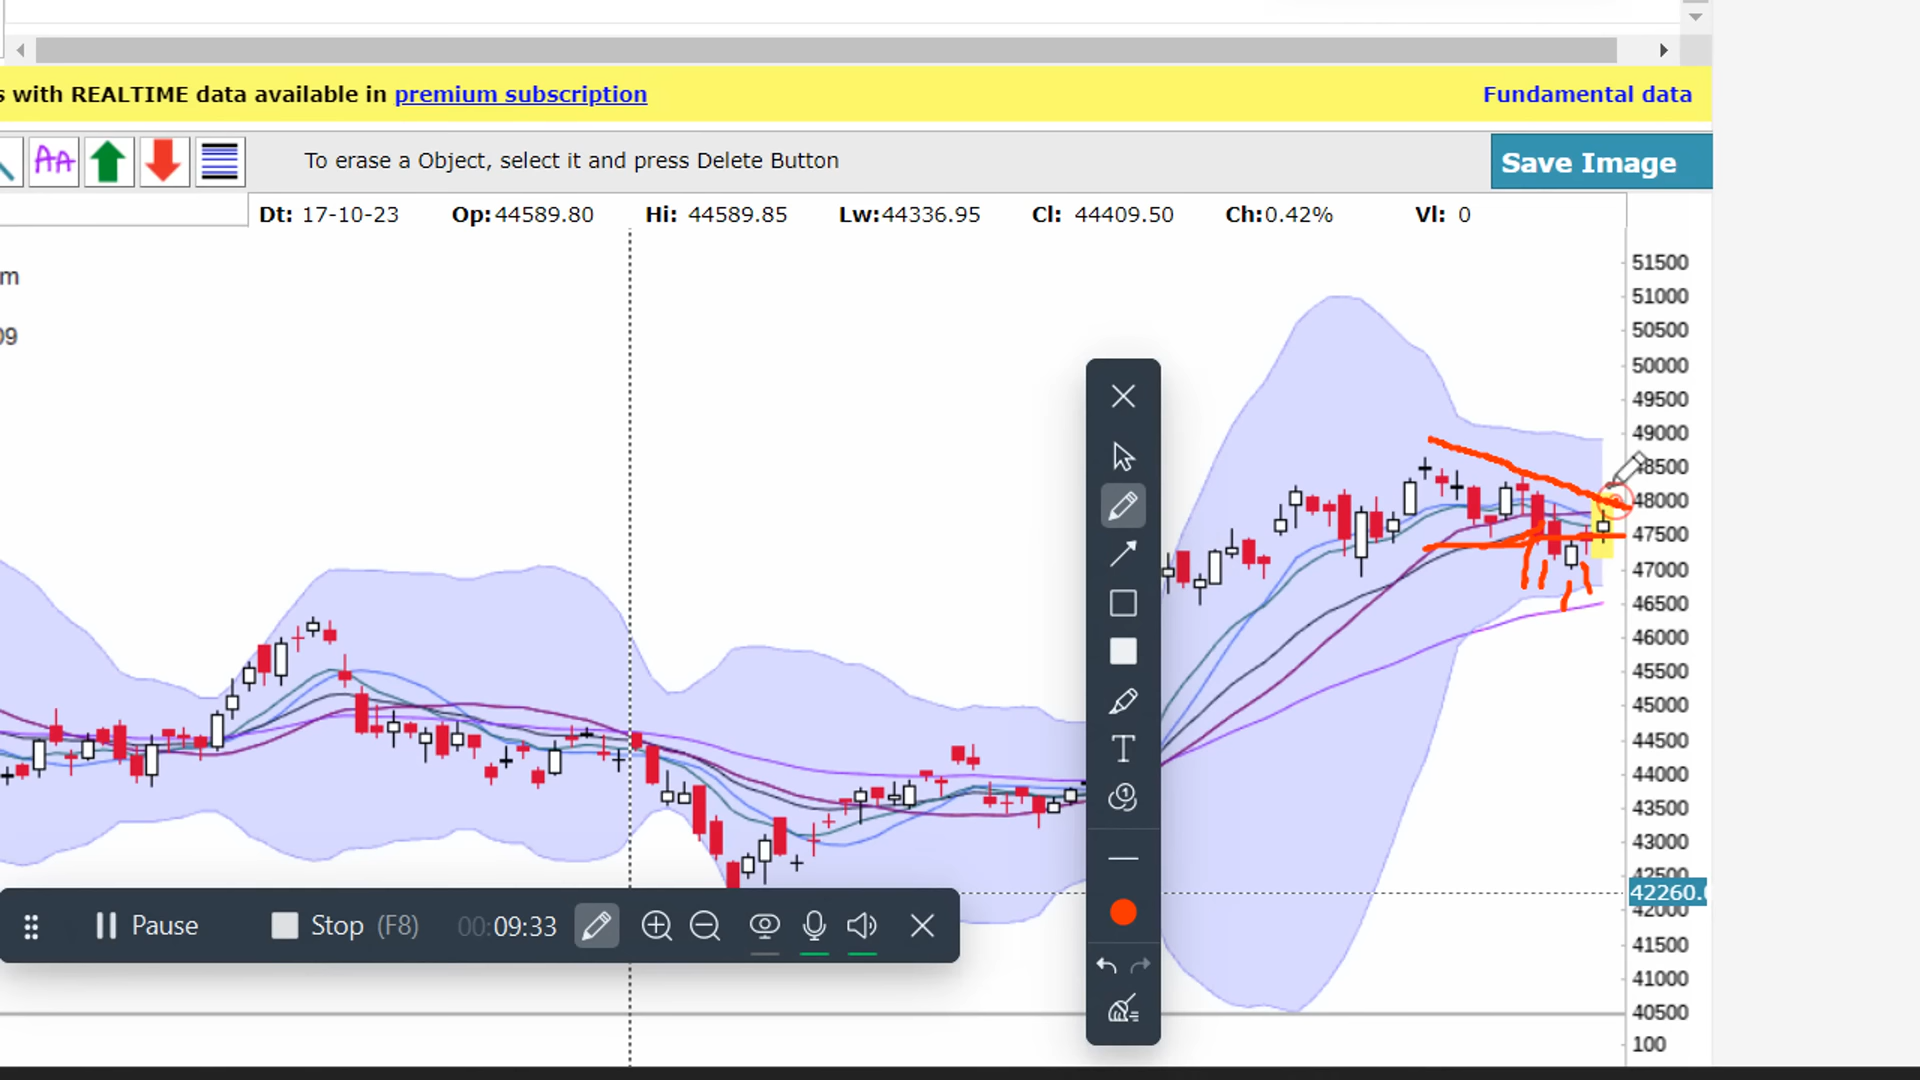 s with REALTIME data available in premium subscription
Fundamental data
AA
To erase a Object, select it and press Delete Button
Save Image
Dt: 17-10-23 Op:44589.80 Hi: 44589.85 Lw:44336.95 Cl: 44409.50 Ch:0.42% Vl: 0
m
09
51500
51000
50500
50000
49500
49000
48500
48000
47500
47000
46500
46000
45500
45000
44500
44000
43500
43000
42500
42260.
42000
41500
41000
40500
100
T
1
Pause
Stop (F8)
00:09:33